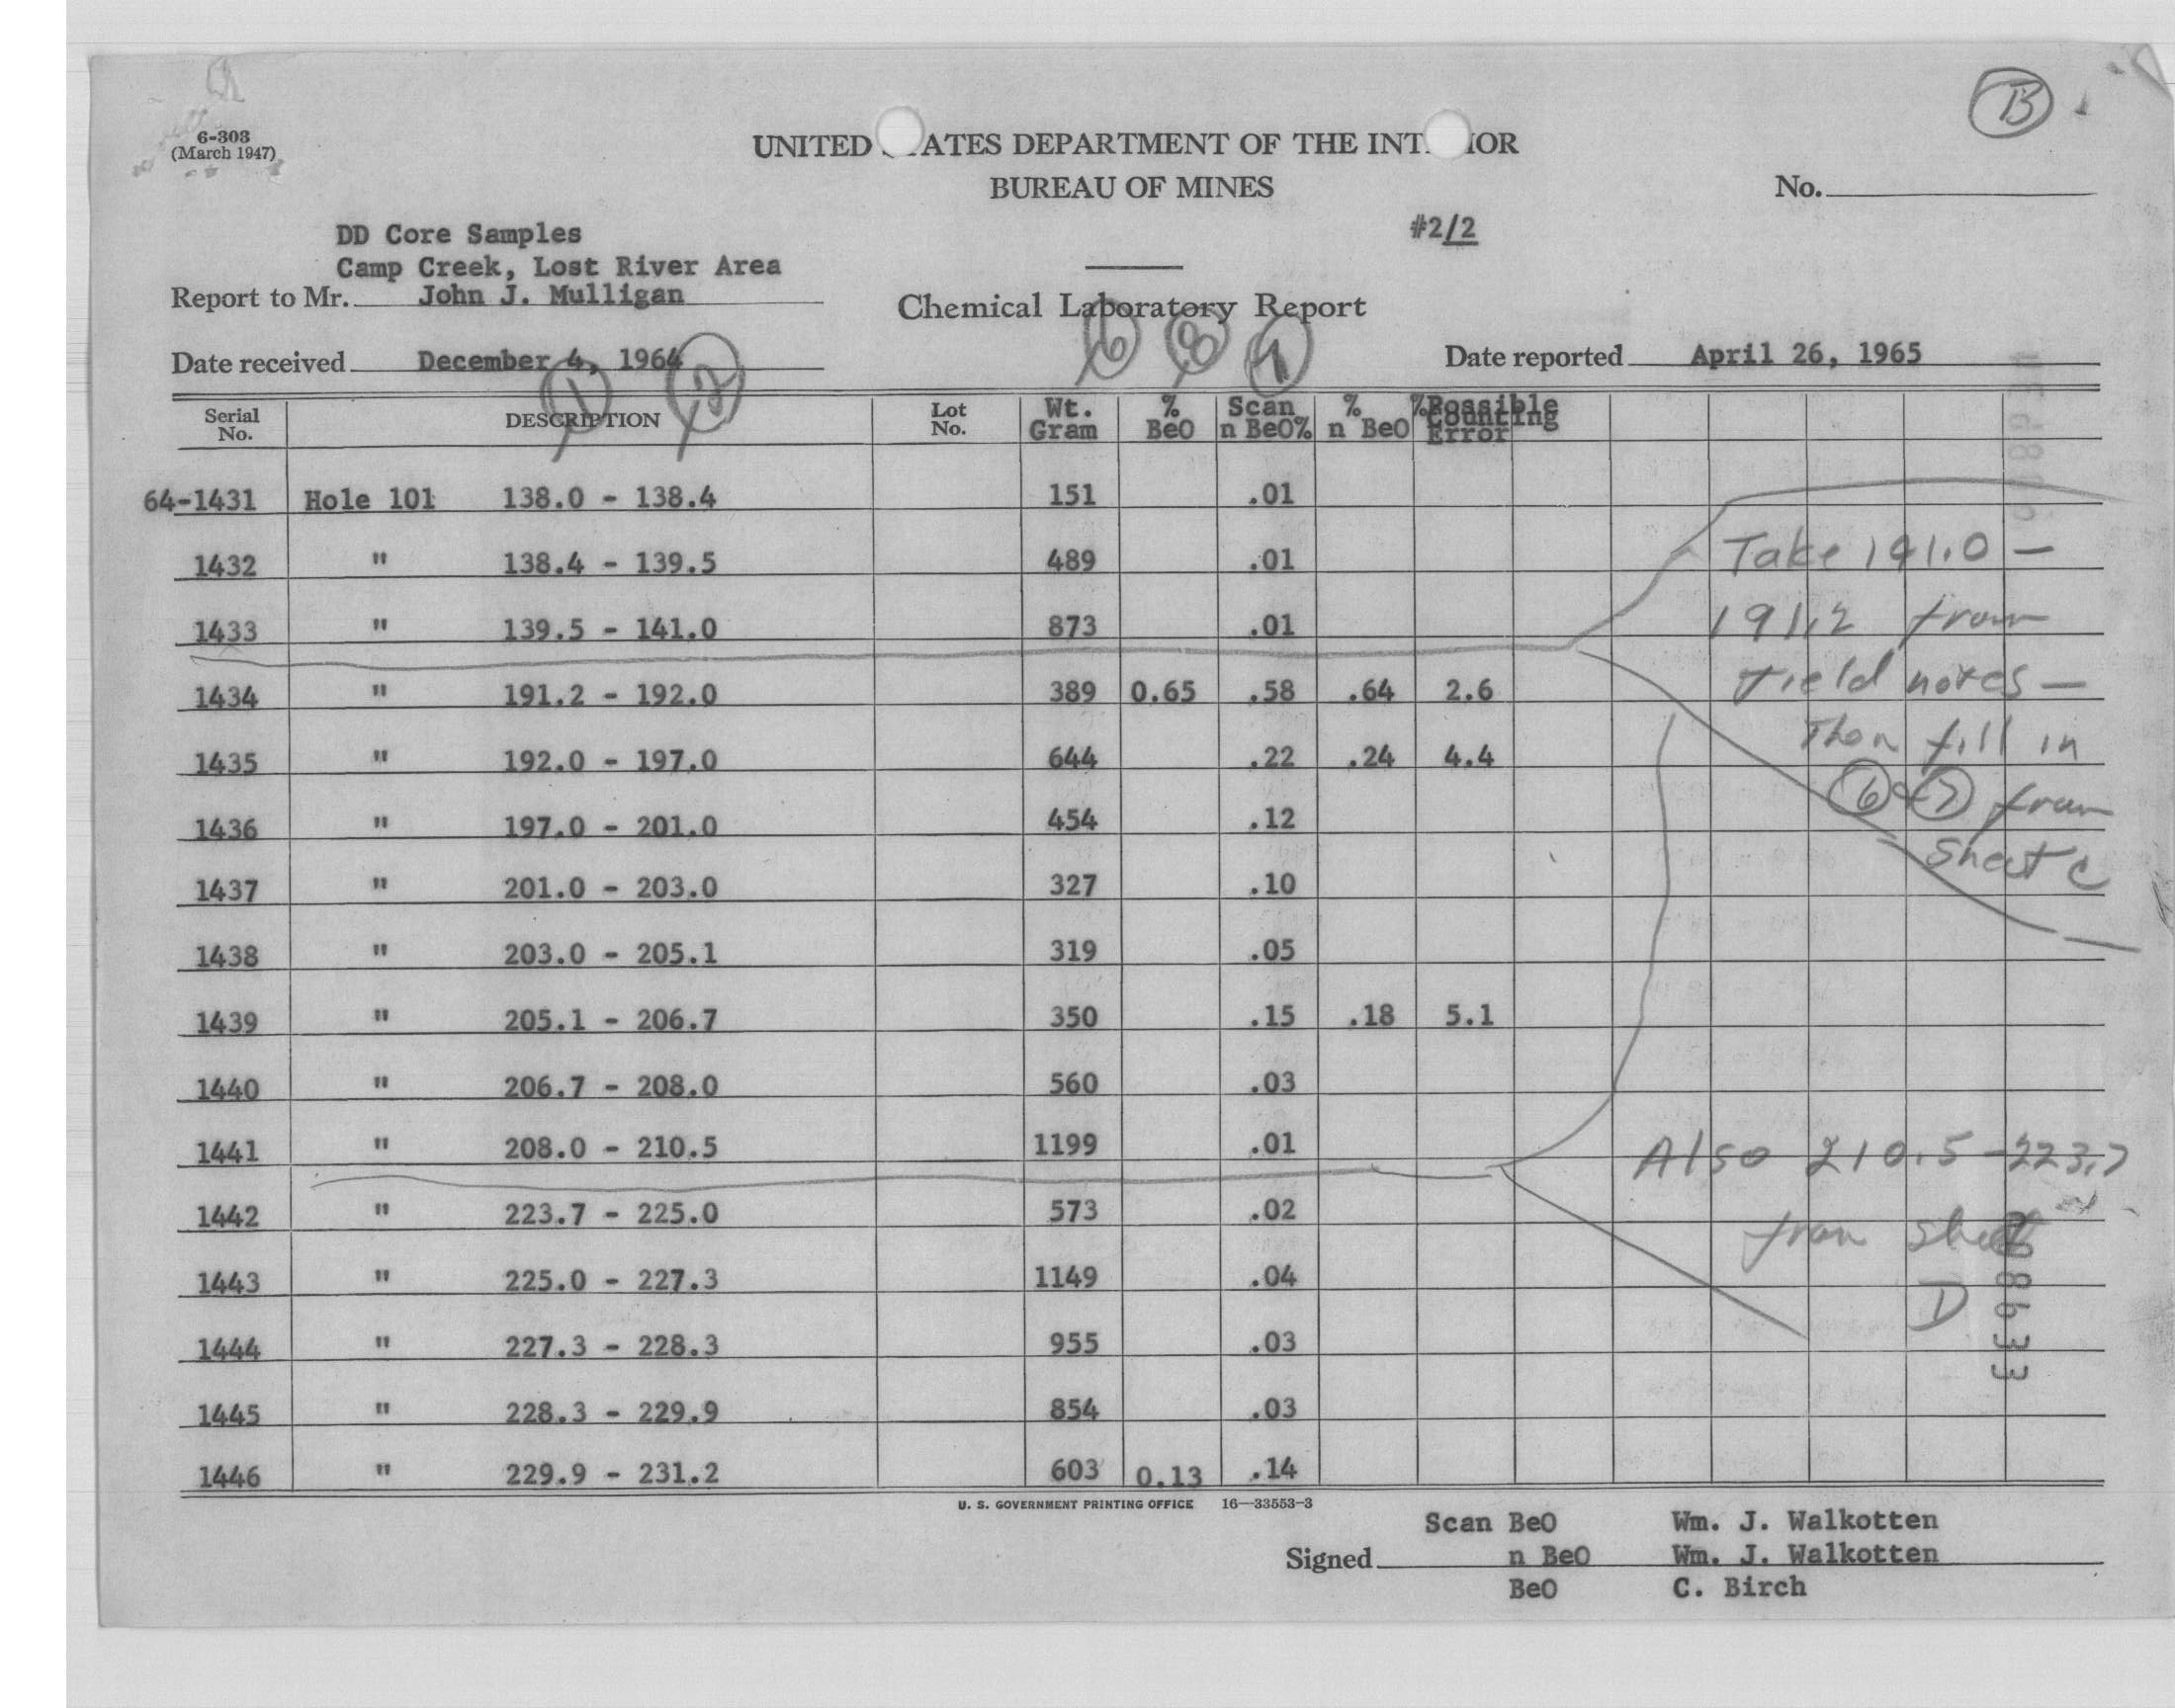 B
6-303
(March 1947)
UNITED ATES DEPARTMENT OF THE INT IOR
BUREAU OF MINES
No.
DD Core Samples
#2/2
Camp Creek, Lost River Area
Report to Mr. John J. Mulligan
Chemical Laboratory Report
6 8 7
Date received December 4, 1964
Date reported April 26, 1965
1 2
Serial No. DESCRIPTION Lot No. Wt. Gram % BeO Scan n BeO% % n BeO %Possible Counting Error
64-1431 Hole 101 138.0 - 138.4 151 .01
1432 " 138.4 - 139.5 489 .01
1433 " 139.5 - 141.0 873 .01
1434 " 191.2 - 192.0 389 0.65 .58 .64 2.6
1435 " 192.0 - 197.0 644 .22 .24 4.4
1436 " 197.0 - 201.0 454 .12
1437 " 201.0 - 203.0 327 .10
1438 " 203.0 - 205.1 319 .05
1439 " 205.1 - 206.7 350 .15 .18 5.1
1440 " 206.7 - 208.0 560 .03
1441 " 208.0 - 210.5 1199 .01
1442 " 223.7 - 225.0 573 .02
1443 " 225.0 - 227.3 1149 .04
1444 " 227.3 - 228.3 955 .03
1445 " 228.3 - 229.9 854 .03
1446 " 229.9 - 231.2 603 0.13 .14
Take 191.0 -
191.2 from
field notes -
Then fill in
6 & 7 from
Sheet C
Also 210.5 - 223.7
from sheet
D
U. S. GOVERNMENT PRINTING OFFICE 16—33553-3
Scan BeO Wm. J. Walkotten
Signed n BeO Wm. J. Walkotten
BeO C. Birch